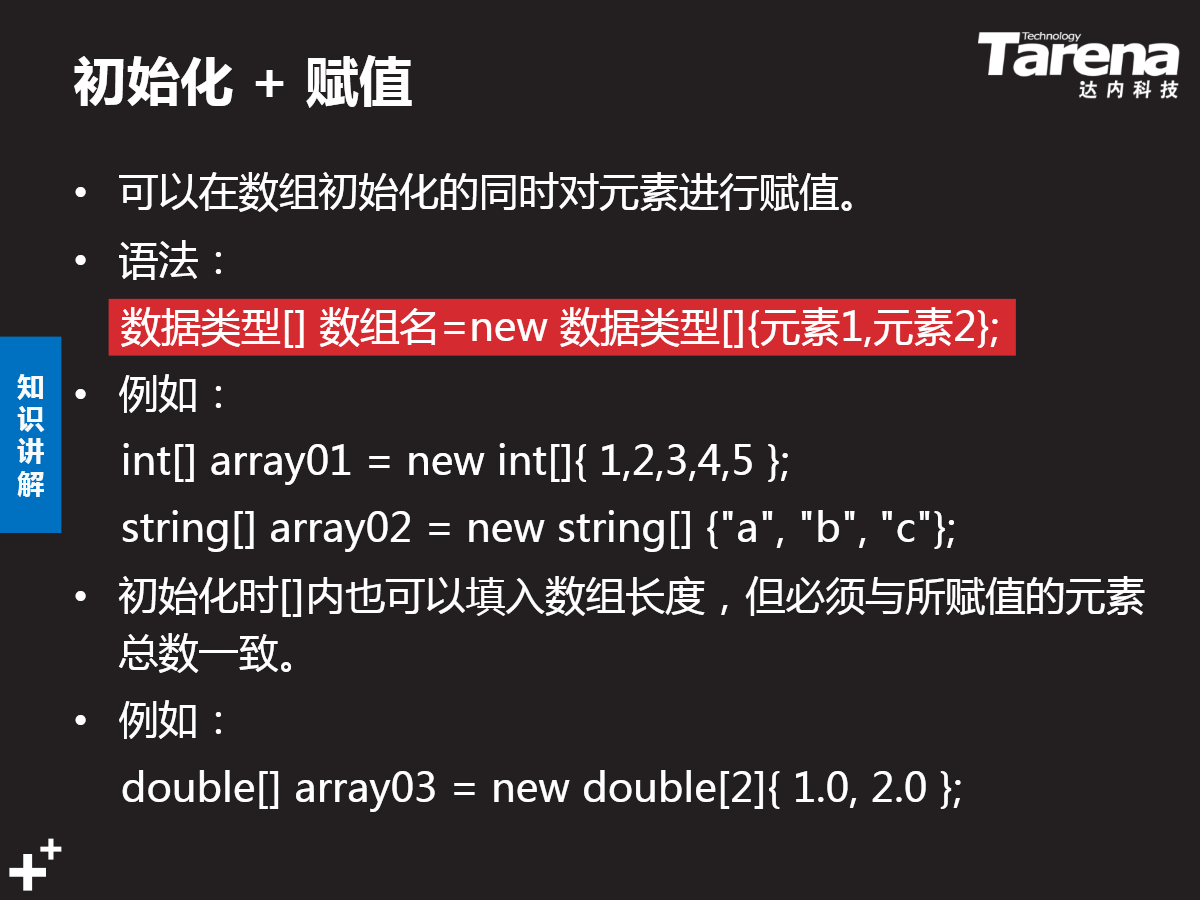 初始化 + 赋值
Technology
Tarena
达内科技
• 可以在数组初始化的同时对元素进行赋值。
• 语法：
数据类型[] 数组名=new 数据类型[]{元素1,元素2};
知识讲解
• 例如：
int[] array01 = new int[]{ 1,2,3,4,5 };
string[] array02 = new string[] {"a", "b", "c"};
• 初始化时[]内也可以填入数组长度，但必须与所赋值的元素
总数一致。
• 例如：
double[] array03 = new double[2]{ 1.0, 2.0 };